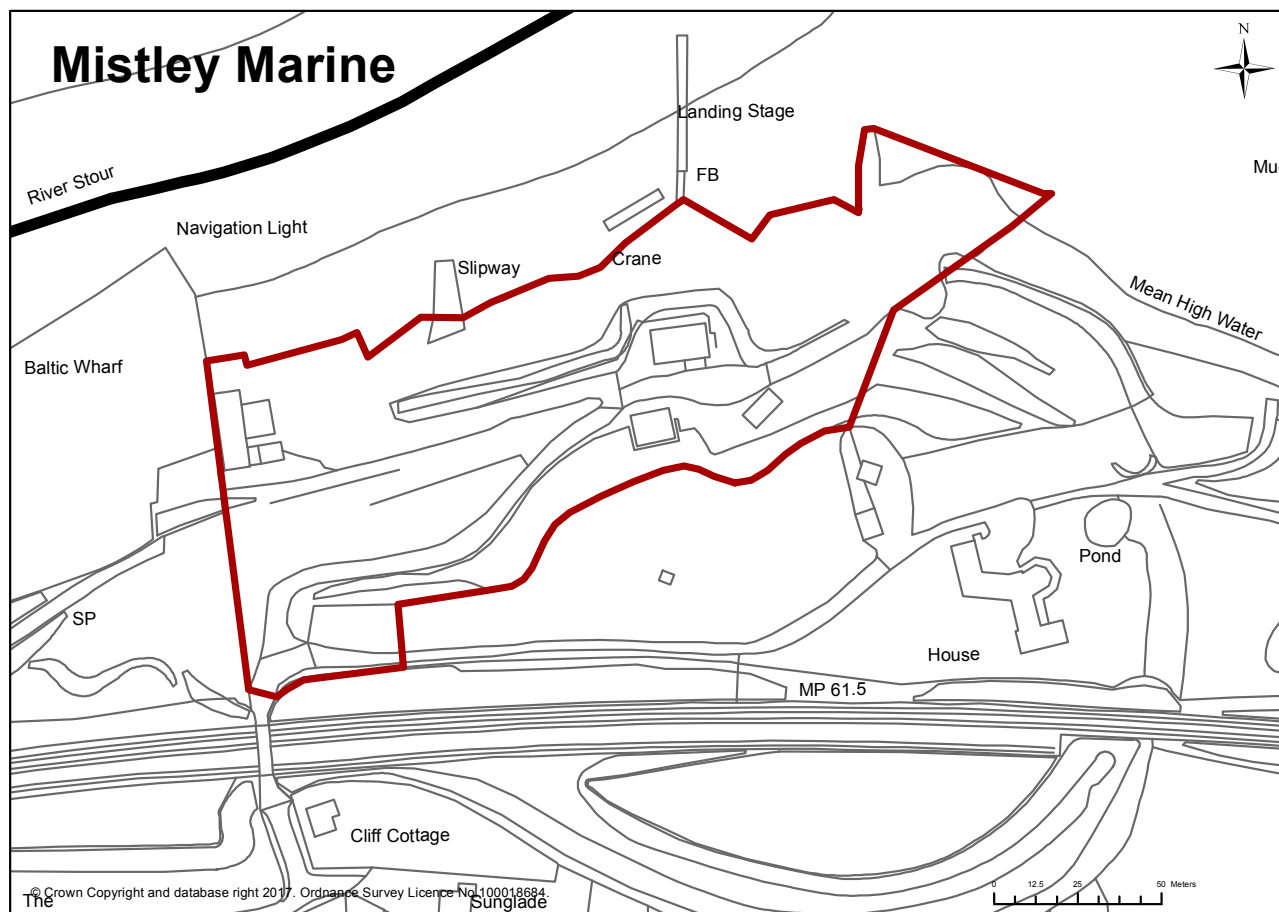 Mistley Marine
N
Landing Stage
River Stour
FB
Navigation Light
Slipway
Crane
Mean High Water
Baltic Wharf
Pond
SP
House
MP 61.5
Cliff Cottage
© Crown Copyright and database right 2017. Ordnance Survey Licence No.100018684.
The
Sunglade
0 12.5 25 50 Meters